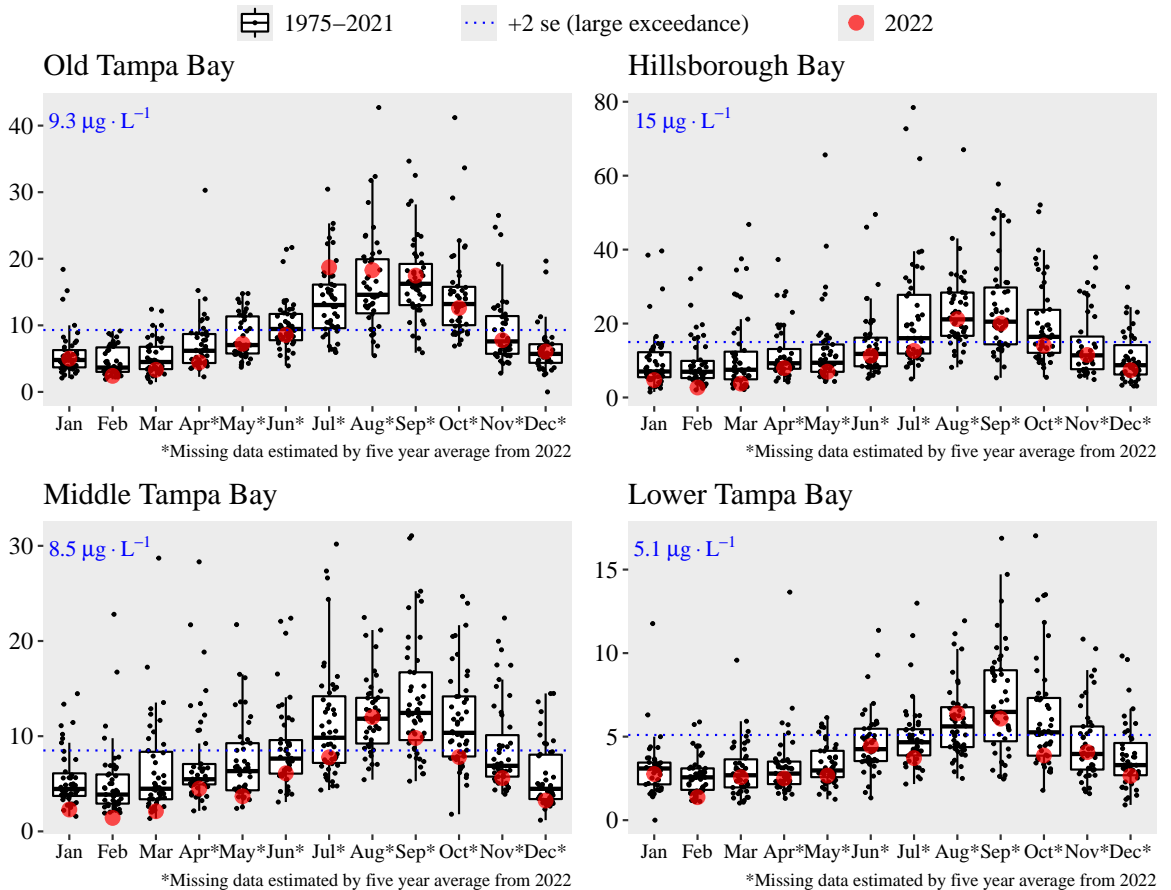 1975–2021 +2 se (large exceedance) 2022
Old Tampa Bay
9.3 μg · L⁻¹
40
30
20
10
0
Jan Feb Mar Apr* May* Jun* Jul* Aug* Sep* Oct* Nov* Dec*
*Missing data estimated by five year average from 2022
Hillsborough Bay
15 μg · L⁻¹
80
60
40
20
0
Jan Feb Mar Apr* May* Jun* Jul* Aug* Sep* Oct* Nov* Dec*
*Missing data estimated by five year average from 2022
Middle Tampa Bay
8.5 μg · L⁻¹
30
20
10
0
Jan Feb Mar Apr* May* Jun* Jul* Aug* Sep* Oct* Nov* Dec*
*Missing data estimated by five year average from 2022
Lower Tampa Bay
5.1 μg · L⁻¹
15
10
5
0
Jan Feb Mar Apr* May* Jun* Jul* Aug* Sep* Oct* Nov* Dec*
*Missing data estimated by five year average from 2022